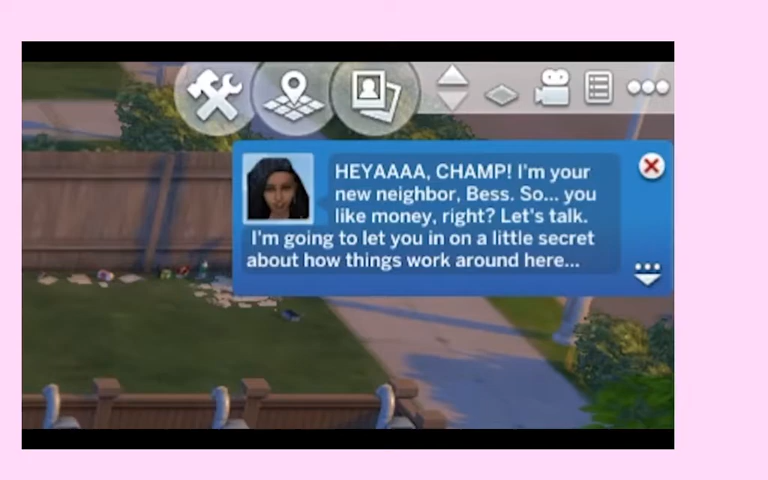 HEYAAAA, CHAMP! I'm your
new neighbor, Bess. So... you
like money, right? Let's talk.
I'm going to let you in on a little secret
about how things work around here...